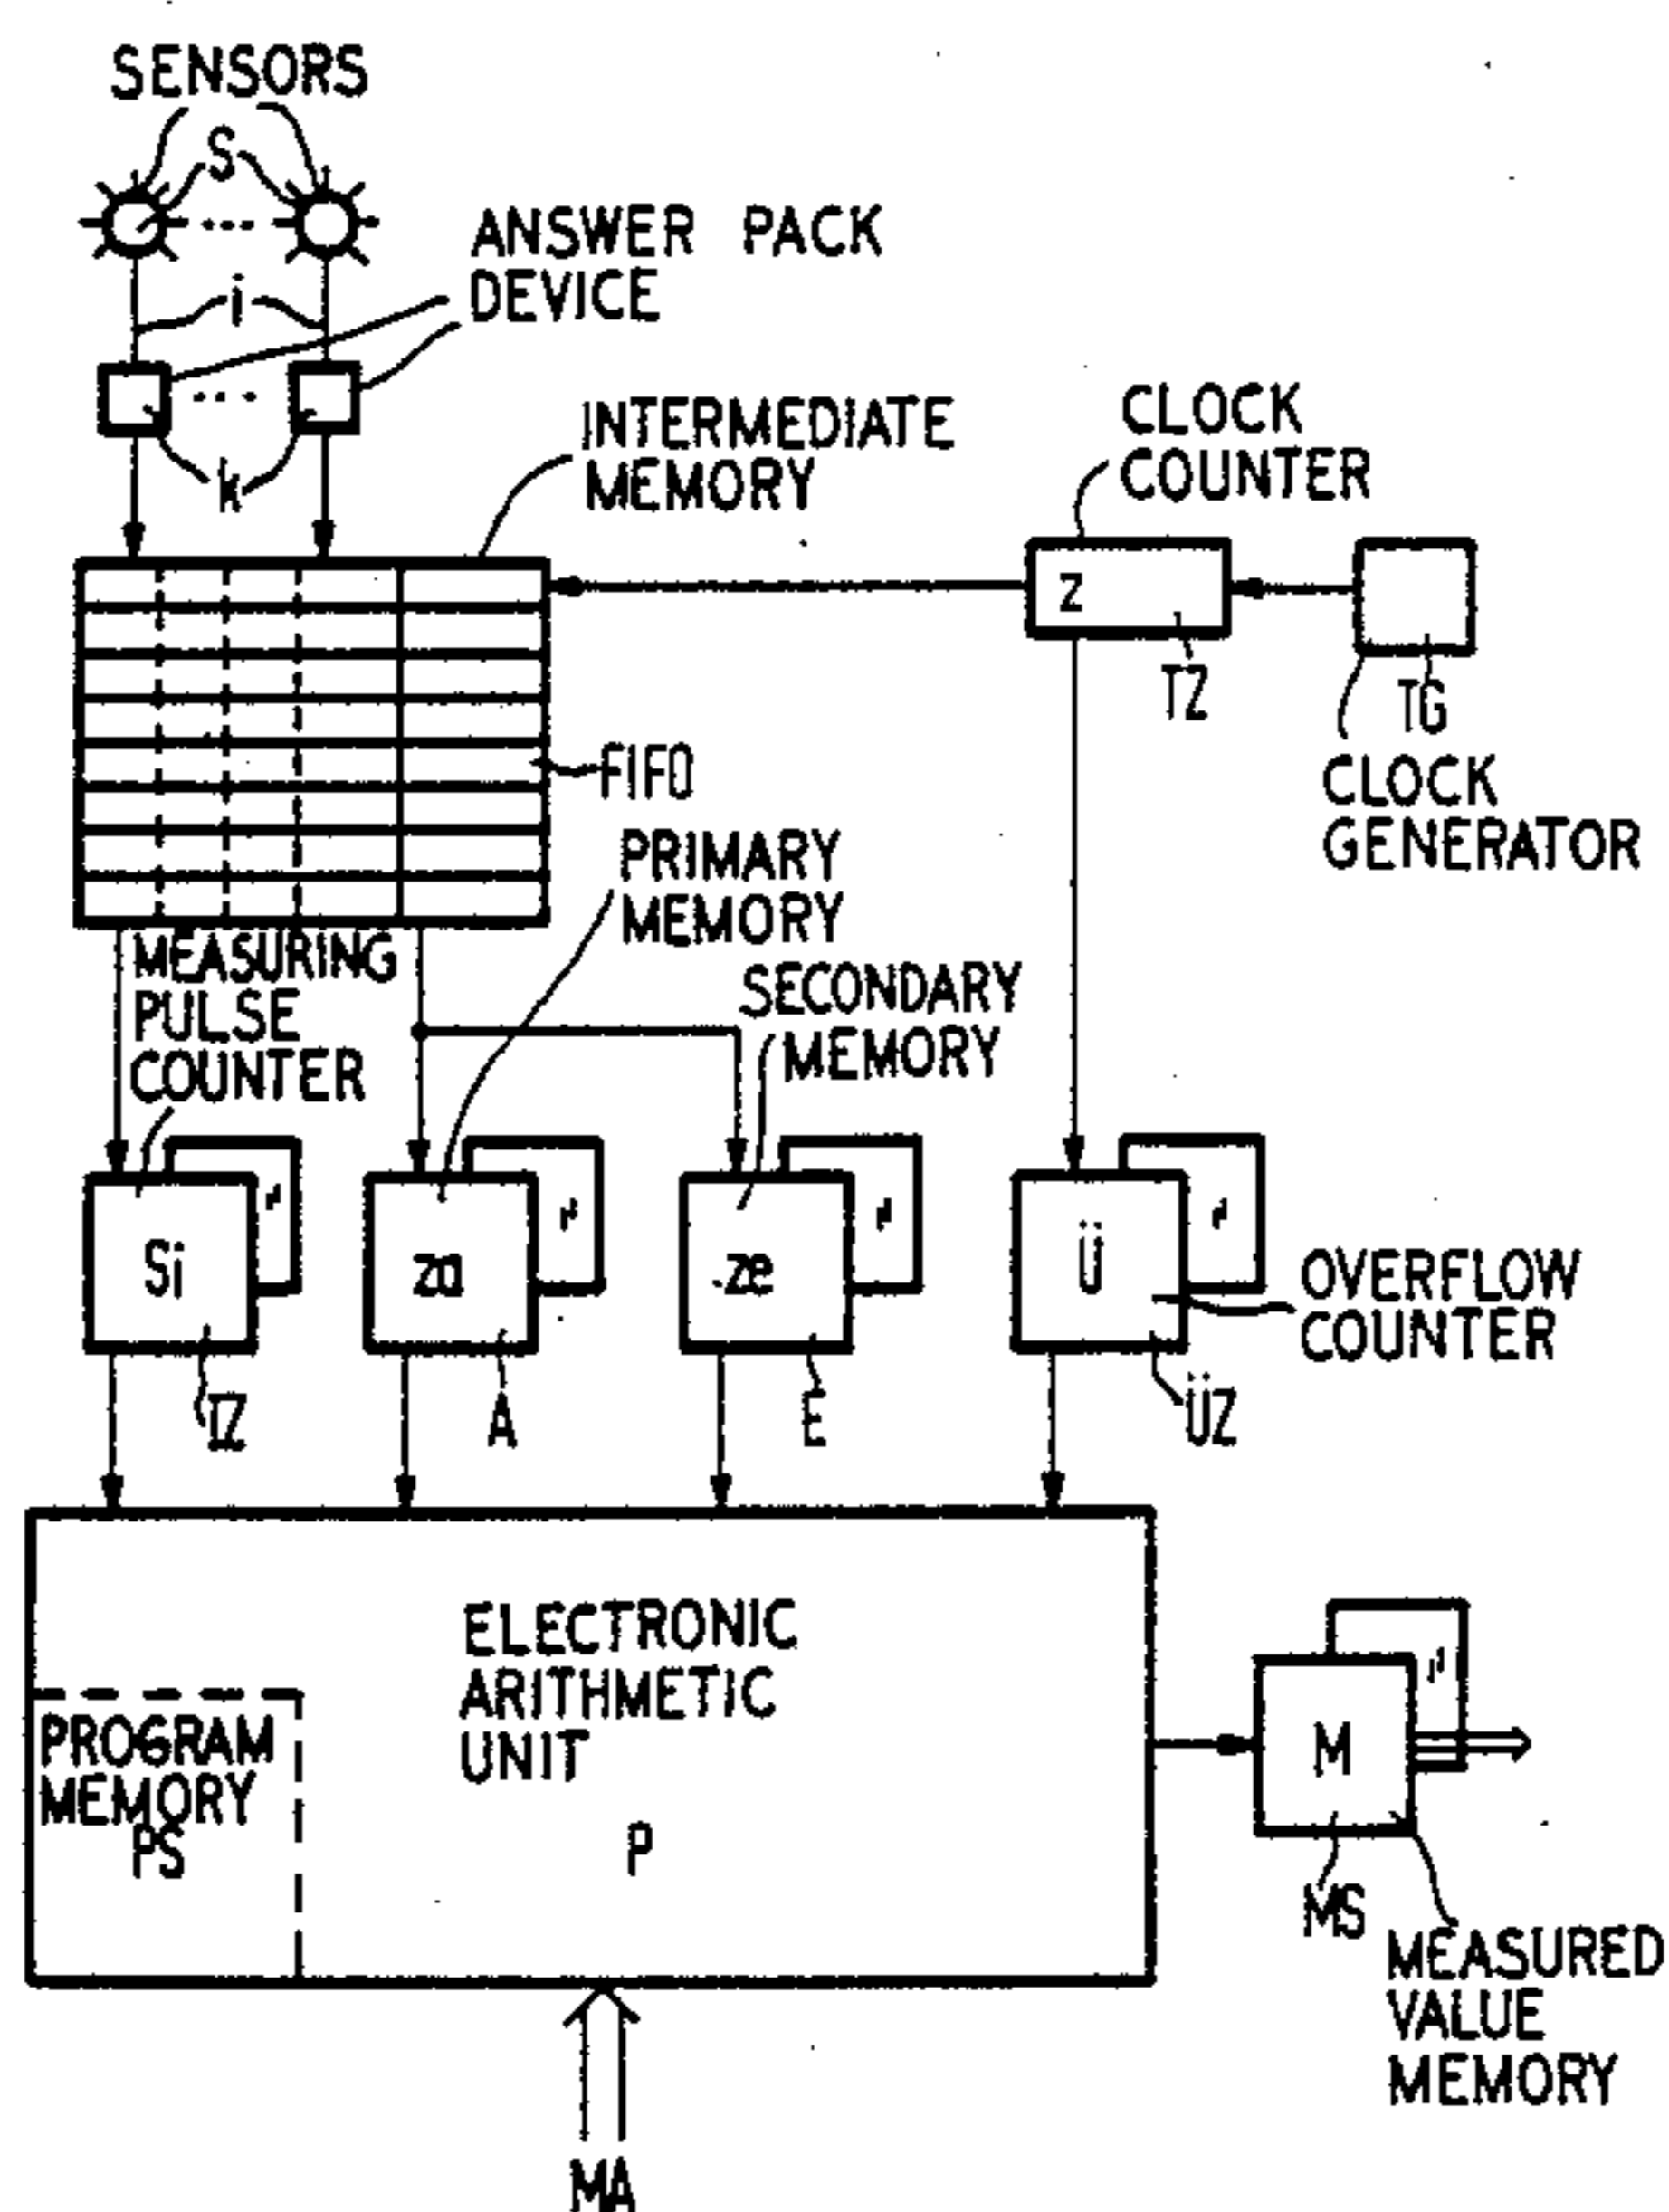 SENSORS
S
ANSWER PACK
DEVICE
i
k
INTERMEDIATE
MEMORY
CLOCK
COUNTER
Z
TZ
TG
CLOCK
GENERATOR
FIFO
PRIMARY
MEMORY
MEASURING
PULSE
COUNTER
SECONDARY
MEMORY
Si
za
ze
Ü
OVERFLOW
COUNTER
IZ
A
E
ÜZ
ELECTRONIC
ARITHMETIC
UNIT
P
PROGRAM
MEMORY
PS
M
MS
MEASURED
VALUE
MEMORY
MA